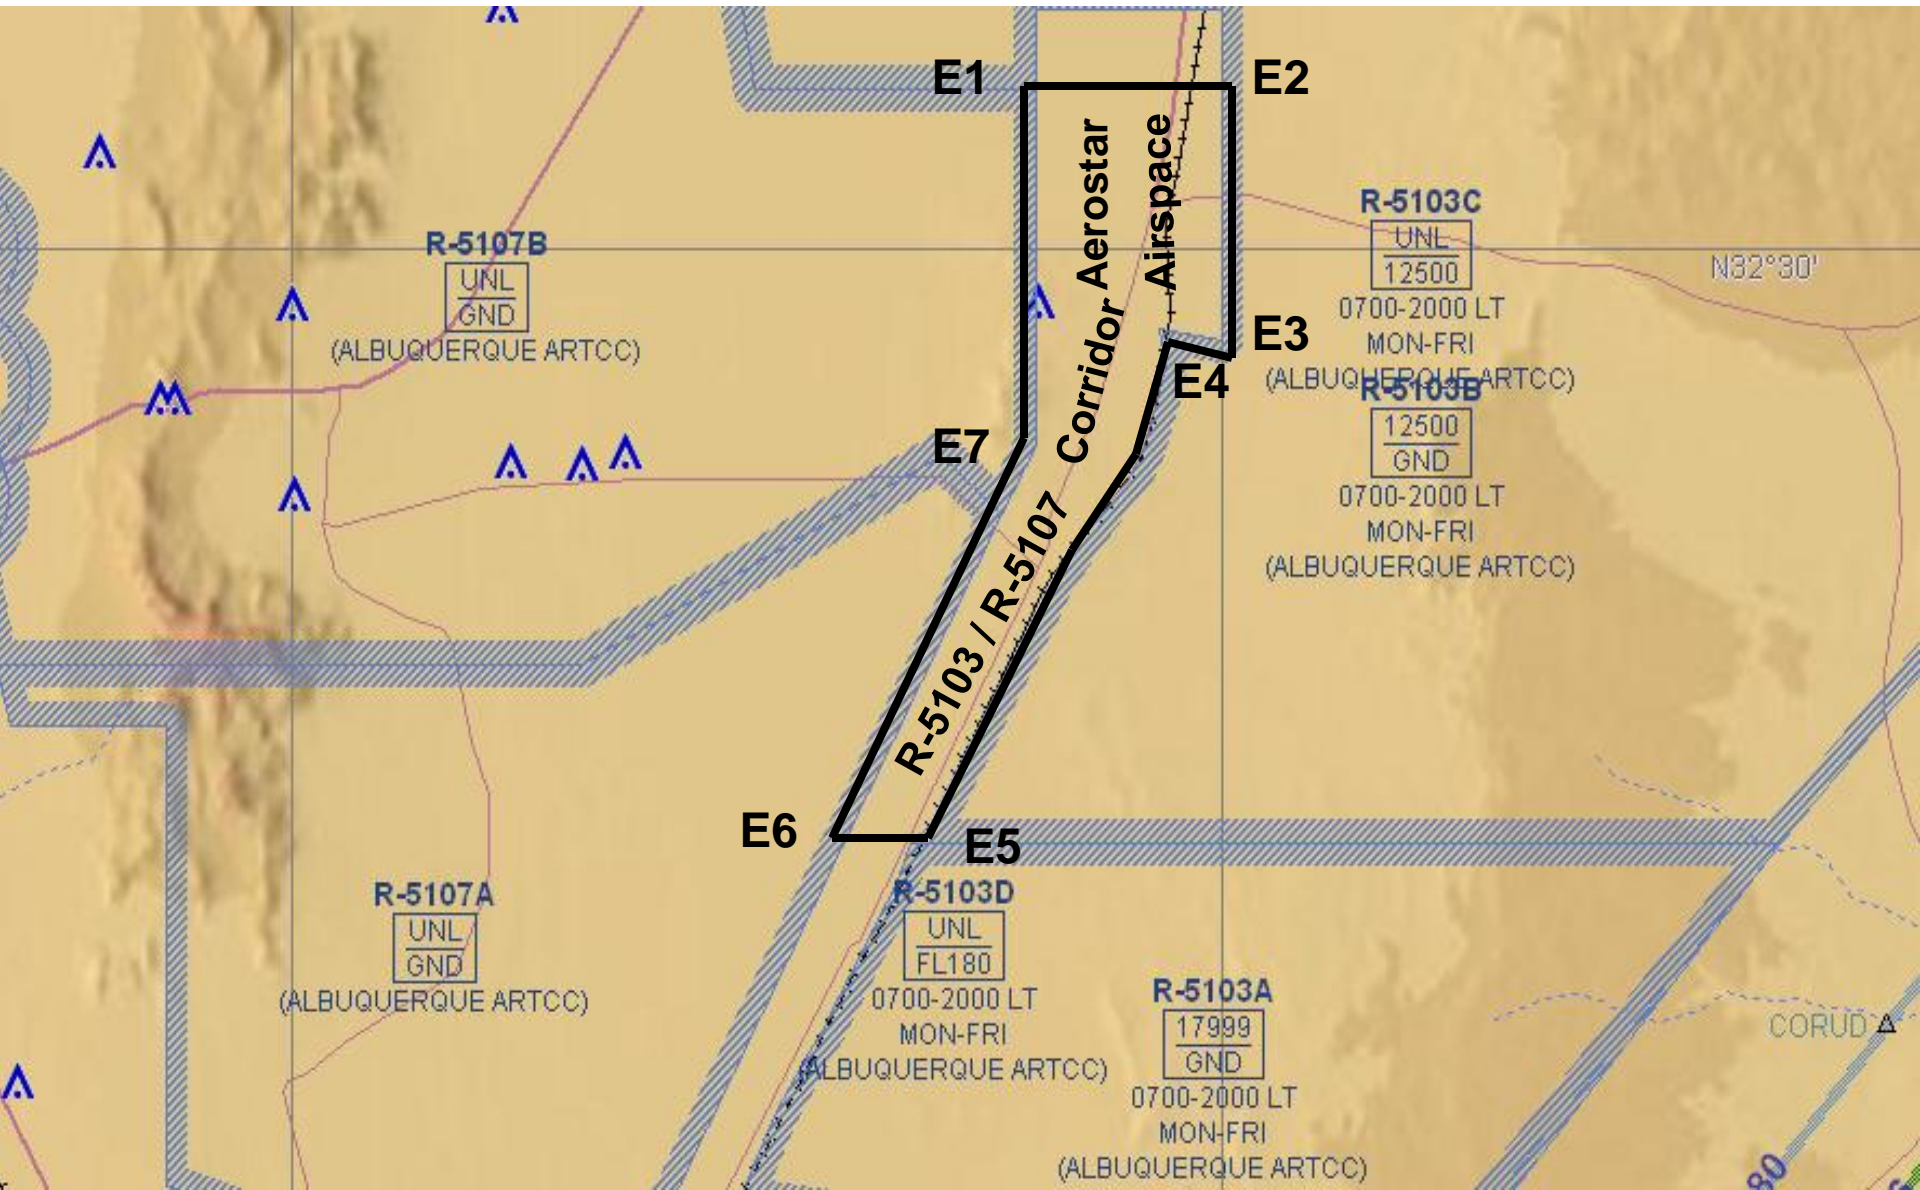 E1
E2
Aerostar
Airspace
R-5103C
UNL
12500
0700-2000 LT
MON-FRI
(ALBUQUERQUE ARTCC)
N32°30'
R-5107B
UNL
GND
(ALBUQUERQUE ARTCC)
E3
E4
R-5103B
12500
GND
0700-2000 LT
MON-FRI
(ALBUQUERQUE ARTCC)
E7
R-5103 / R-5107 Corridor
E6
E5
R-5107A
UNL
GND
(ALBUQUERQUE ARTCC)
R-5103D
UNL
FL180
0700-2000 LT
MON-FRI
(ALBUQUERQUE ARTCC)
R-5103A
17999
GND
0700-2000 LT
MON-FRI
(ALBUQUERQUE ARTCC)
CORUD
80